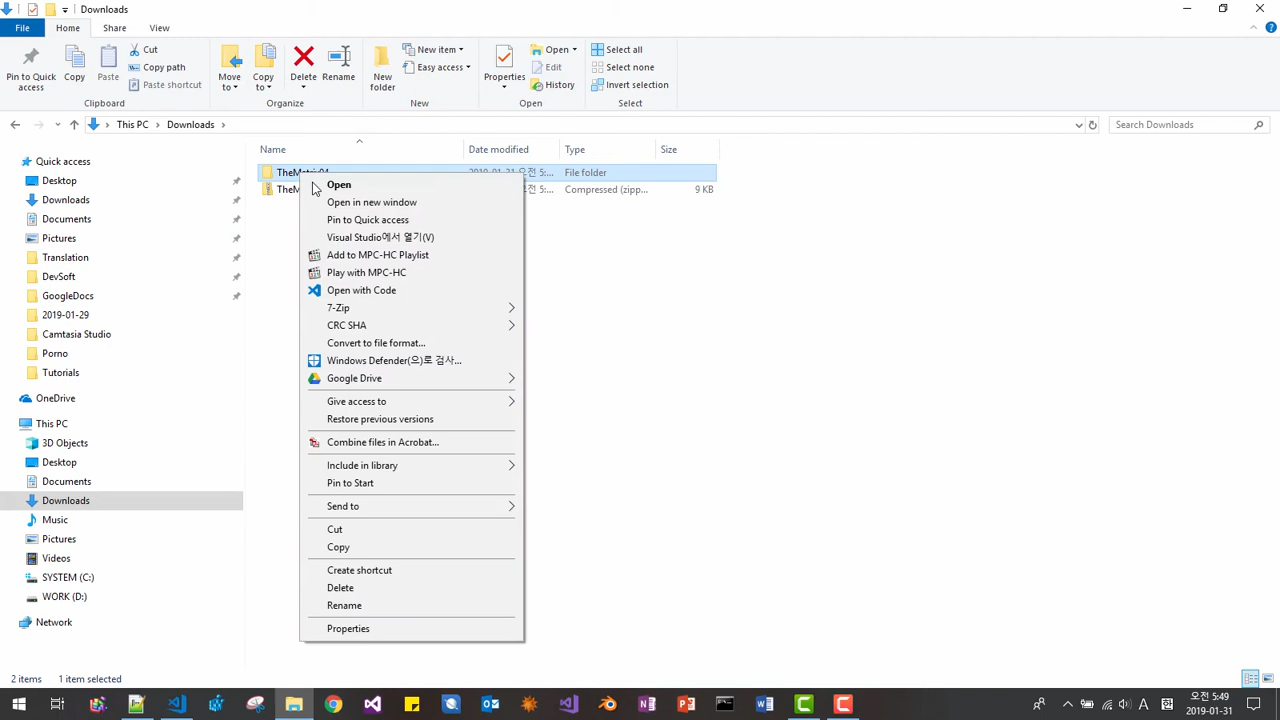 Downloads
File Home Share View
Pin to Quick access
Copy
Paste
Cut
Copy path
Paste shortcut
Clipboard
Move to
Copy to
Delete
Rename
Organize
New folder
New item
Easy access
New
Properties
Open
Edit
History
Open
Select all
Select none
Invert selection
Select
This PC Downloads
Search Downloads
Name Date modified Type Size
File folder
Compressed (zipp... 9 KB
Quick access
Desktop
Downloads
Documents
Pictures
Translation
DevSoft
GoogleDocs
2019-01-29
Camtasia Studio
Porno
Tutorials
OneDrive
This PC
3D Objects
Desktop
Documents
Downloads
Music
Pictures
Videos
SYSTEM (C:)
WORK (D:)
Network
Open
Open in new window
Pin to Quick access
Visual Studio에서 열기(V)
Add to MPC-HC Playlist
Play with MPC-HC
Open with Code
7-Zip
CRC SHA
Convert to file format...
Windows Defender(으)로 검사...
Google Drive
Give access to
Restore previous versions
Combine files in Acrobat...
Include in library
Pin to Start
Send to
Cut
Copy
Create shortcut
Delete
Rename
Properties
2 items 1 item selected
A
오전 5:49
2019-01-31